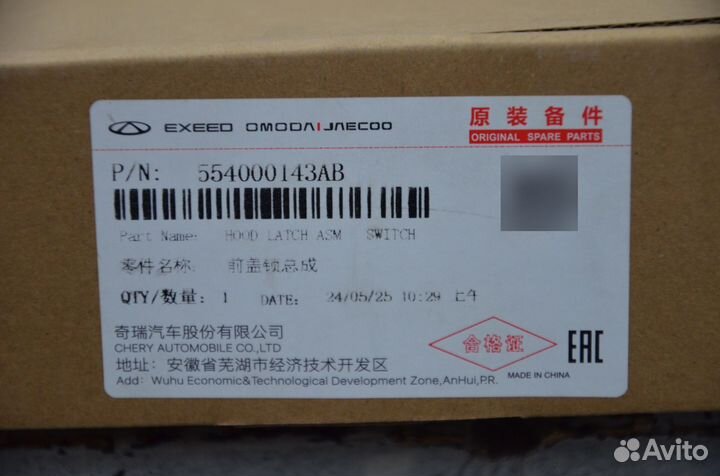 EXEED OMODA | JAECOO
原装备件
ORIGINAL SPARE PARTS
P/N: 554000143AB
Part Name: HOOD LATCH ASM SWITCH
零件名称: 前盖锁总成
QTY/数量: 1 DATE: 24/05/25 10:29 上午
奇瑞汽车股份有限公司
CHERY AUTOMOBILE CO.,LTD
地址: 安徽省芜湖市经济技术开发区
Add: Wuhu Economic&Technological Development Zone,AnHui,P.R.
合格证
EAC
MADE IN CHINA
Avito